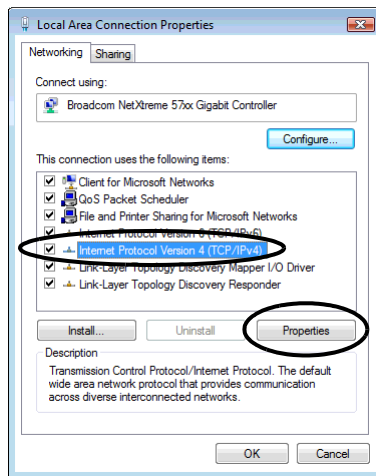 Local Area Connection Properties
Networking Sharing
Connect using:
Broadcom NetXtreme 57xx Gigabit Controller
Configure...
This connection uses the following items:
Client for Microsoft Networks
QoS Packet Scheduler
File and Printer Sharing for Microsoft Networks
Internet Protocol Version 6 (TCP/IPv6)
Internet Protocol Version 4 (TCP/IPv4)
Link-Layer Topology Discovery Mapper I/O Driver
Link-Layer Topology Discovery Responder
Install... Uninstall Properties
Description
Transmission Control Protocol/Internet Protocol. The default
wide area network protocol that provides communication
across diverse interconnected networks.
OK Cancel